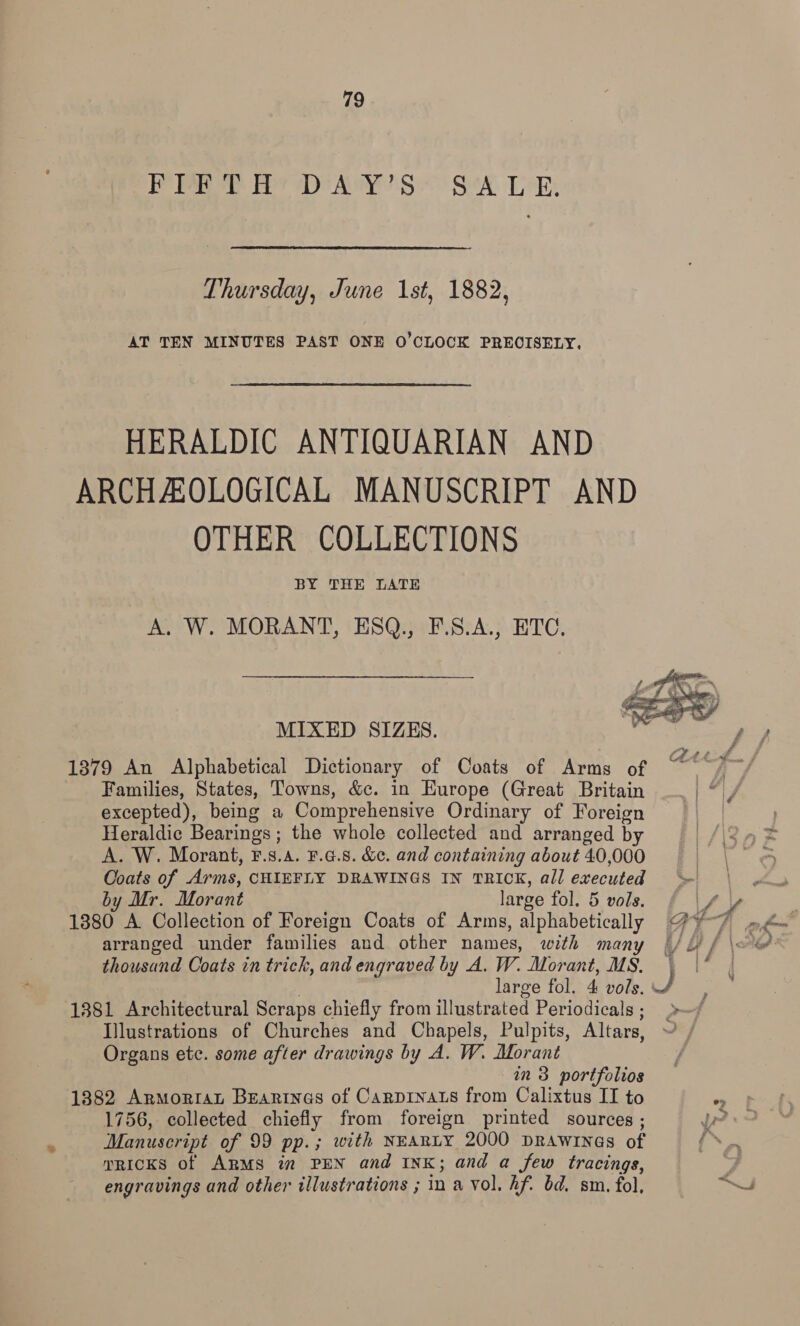 79
FIFTH DAY'S SALE.
Thursday, June 1st, 1882,
AT TEN MINUTES PAST ONE O'CLOCK PRECISELY.
HERALDIC ANTIQUARIAN AND
ARCHÆOLOGICAL MANUSCRIPT AND
OTHER COLLECTIONS
BY THE LATE
A. W. MORANT, ESQ., F.S.A., ETC.
MIXED SIZES.
1379 An Alphabetical Dictionary of Coats of Arms of
Families, States, Towns, &c. in Europe (Great Britain
excepted), being a Comprehensive Ordinary of Foreign
Heraldic Bearings; the whole collected and arranged by
A. W. Morant, F.S.A. F.G.S. &c. and containing about 40,000
Coats of Arms, CHIEFLY DRAWINGS IN TRICK, all executed
by Mr. Morant large fol. 5 vols.
1380 A Collection of Foreign Coats of Arms, alphabetically
arranged under families and other names, with many
thousand Coats in trick, and engraved by A. W. Morant, MS.
large fol. 4 vols.
1381 Architectural Scraps chiefly from illustrated Periodicals;
Illustrations of Churches and Chapels, Pulpits, Altars,
Organs etc. some after drawings by A. W. Morant
in 3 portfolios
1382 ARMORIAL BEARINGS of CARDINALS from Calixtus II to
1756, collected chiefly from foreign printed sources;
Manuscript of 99 pp.; with NEARLY 2000 DRAWINGS of
TRICKS of ARMS in PEN and INK; and a few tracings,
engravings and other illustrations; in a vol. hf. bd. sm. fol.